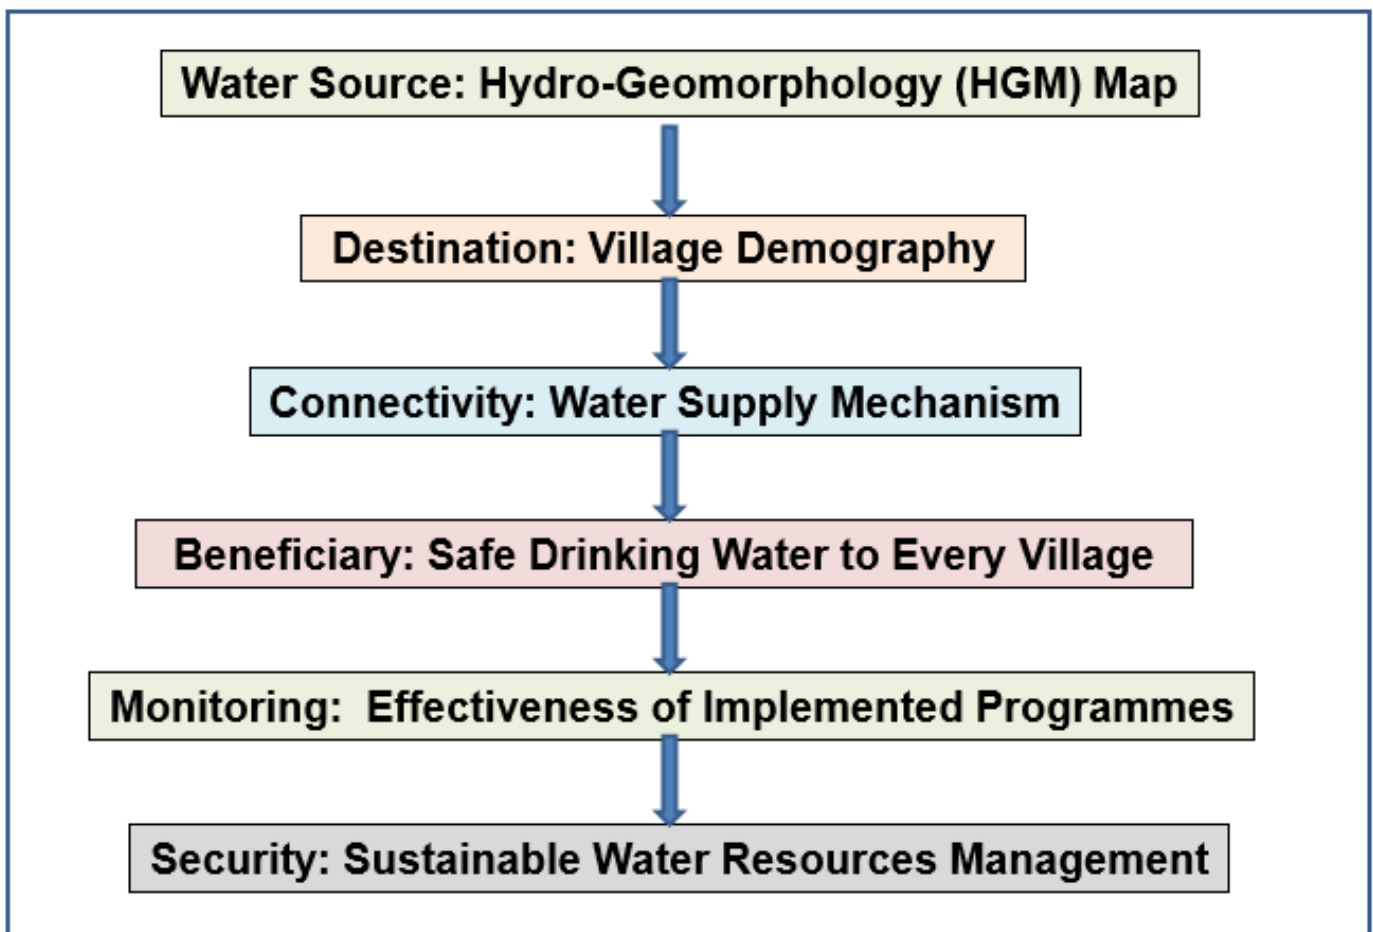 Water Source: Hydro-Geomorphology (HGM) Map
Destination: Village Demography
Connectivity: Water Supply Mechanism
Beneficiary: Safe Drinking Water to Every Village
Monitoring:  Effectiveness of Implemented Programmes
Security: Sustainable Water Resources Management